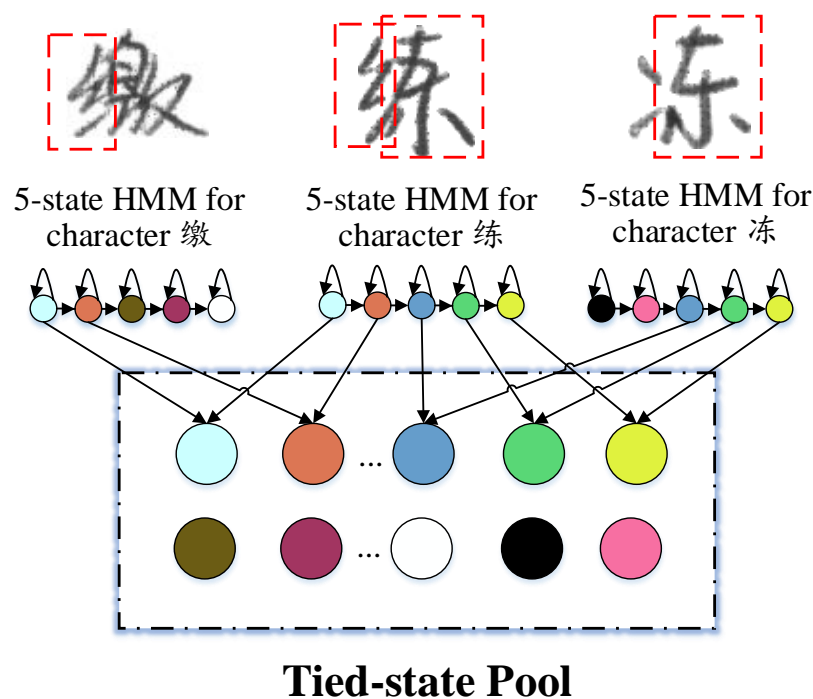 缴 练 冻
5-state HMM for
character 缴
5-state HMM for
character 练
5-state HMM for
character 冻
...
...
Tied-state Pool